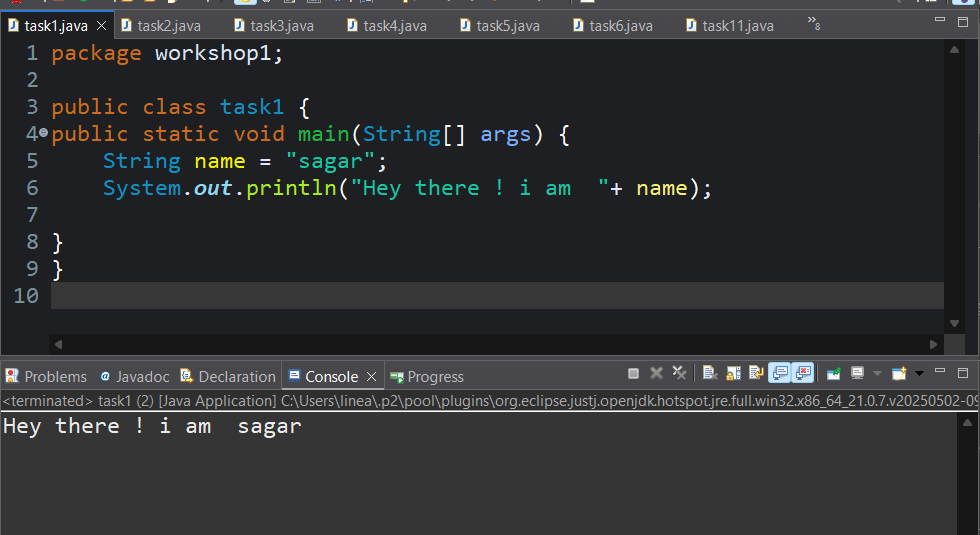 task1.java task2.java task3.java task4.java task5.java task6.java task11.java »8
1 package workshop1;
2
3 public class task1 {
4 public static void main(String[] args) {
5     String name = "sagar";
6     System.out.println("Hey there ! i am  "+ name);
7
8 }
9 }
10
Problems Javadoc Declaration Console Progress
<terminated> task1 (2) [Java Application] C:\Users\linea\.p2\pool\plugins\org.eclipse.justj.openjdk.hotspot.jre.full.win32.x86_64_21.0.7.v20250502-09
Hey there ! i am  sagar